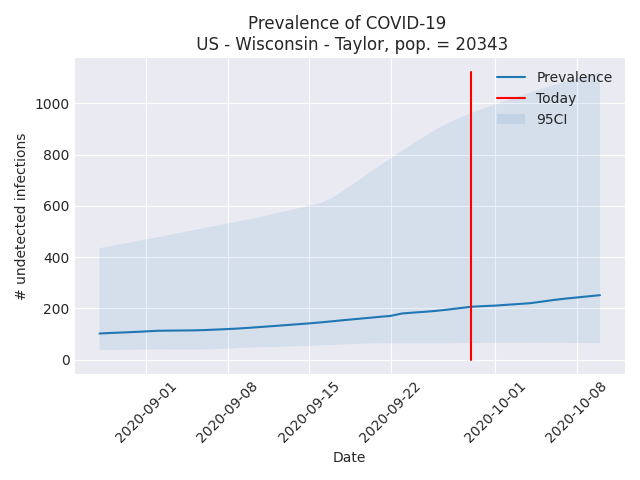 Prevalence of COVID-19
US - Wisconsin - Taylor, pop. = 20343
Prevalence
Today
95CI
# undetected infections
1000
800
600
400
200
0
2020-09-01
2020-09-08
2020-09-15
2020-09-22
2020-10-01
2020-10-08
Date